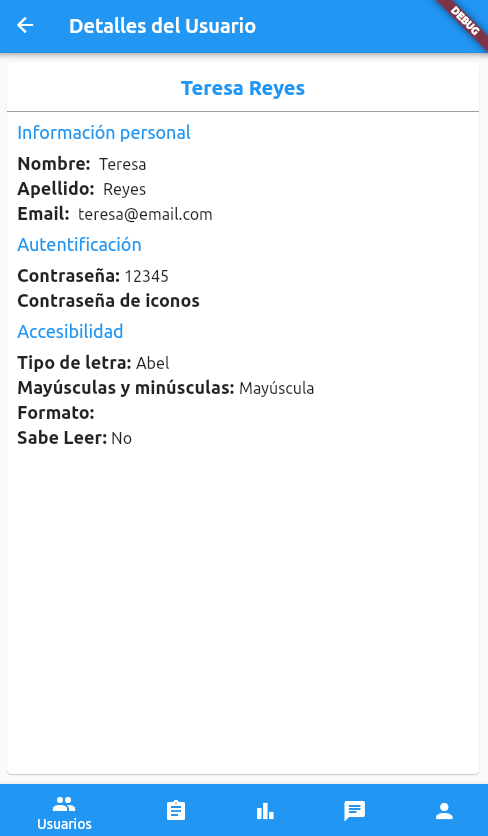 Detalles del Usuario
DEBUG
Teresa Reyes
Información personal
Nombre: Teresa
Apellido: Reyes
Email: teresa@email.com
Autentificación
Contraseña: 12345
Contraseña de iconos
Accesibilidad
Tipo de letra: Abel
Mayúsculas y minúsculas: Mayúscula
Formato:
Sabe Leer: No
Usuarios